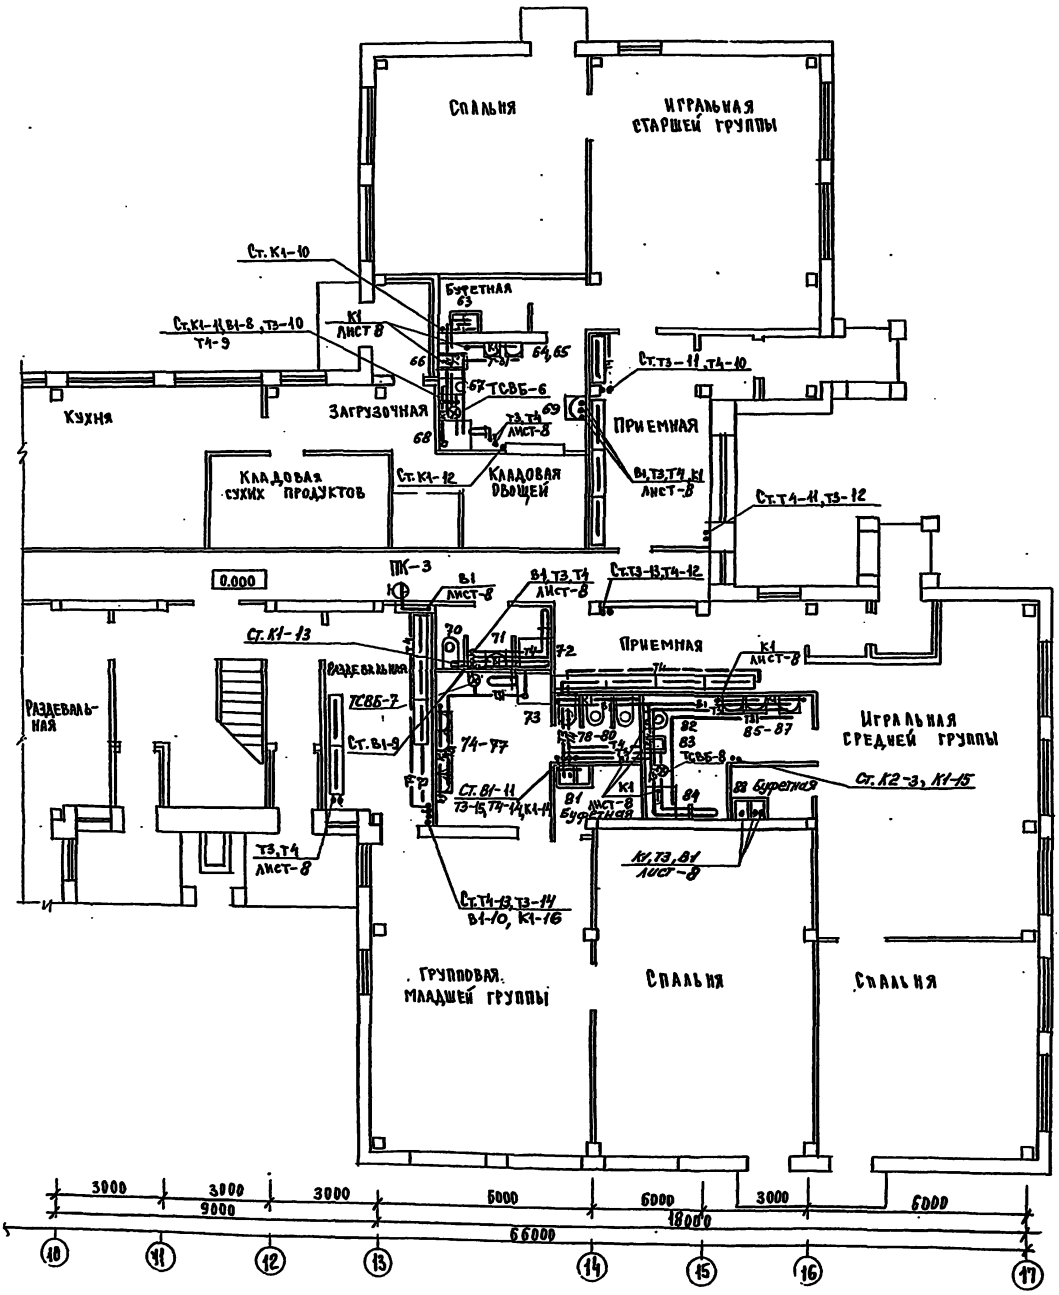 СПАЛЬНЯ
ИГРАЛЬНАЯ
СТАРШЕЙ ГРУППЫ
Ст. К1-10
БУФЕТНАЯ
63
К1
ЛИСТ 8
Ст. К1-11, В1-8, Т3-10
Т4-9
К1
64,65
66
67
ТСВБ-6
Ст. Т3-11, Т4-10
КУХНЯ
ЗАГРУЗОЧНАЯ
68
Т3, Т4
ЛИСТ-8
69
ПРИЕМНАЯ
КЛАДОВАЯ
СУХИХ ПРОДУКТОВ
Ст. К1-12
КЛАДОВАЯ
ОВОЩЕЙ
В1, Т3, Т4, К1
ЛИСТ-8
Ст. Т4-11, Т3-12
0.000
ПК-3
В1
ЛИСТ-8
В1, Т3, Т4
ЛИСТ-8
Ст. Т3-13, Т4-12
Ст. К1-13
70
71
Т4
72
ПРИЕМНАЯ
К1
ЛИСТ-8
РАЗДЕВАЛЬНАЯ
Т4
РАЗДЕВАЛЬ-
НАЯ
ТСВБ-7
73
Ст. В1-9
74-77
78-80
82
83
85-87
ТСВБ-8
ИГРАЛЬНАЯ
СРЕДНЕЙ ГРУППЫ
Ст. К2-3, К1-15
СТ. В1-11
Т3-15, Т4-14, К1-14
81
БУФЕТНАЯ
К1
ЛИСТ-8
84
88 Буфетная
Т3, Т4
ЛИСТ-8
К1, Т3, В1
ЛИСТ-8
Ст. Т4-13, Т3-14
В1-10, К1-16
ГРУППОВАЯ
МЛАДШЕЙ ГРУППЫ
СПАЛЬНЯ
СПАЛЬНЯ
3000
3000
3000
6000
3000
6000
9000
18000
66000
10
11
12
13
14
15
16
17